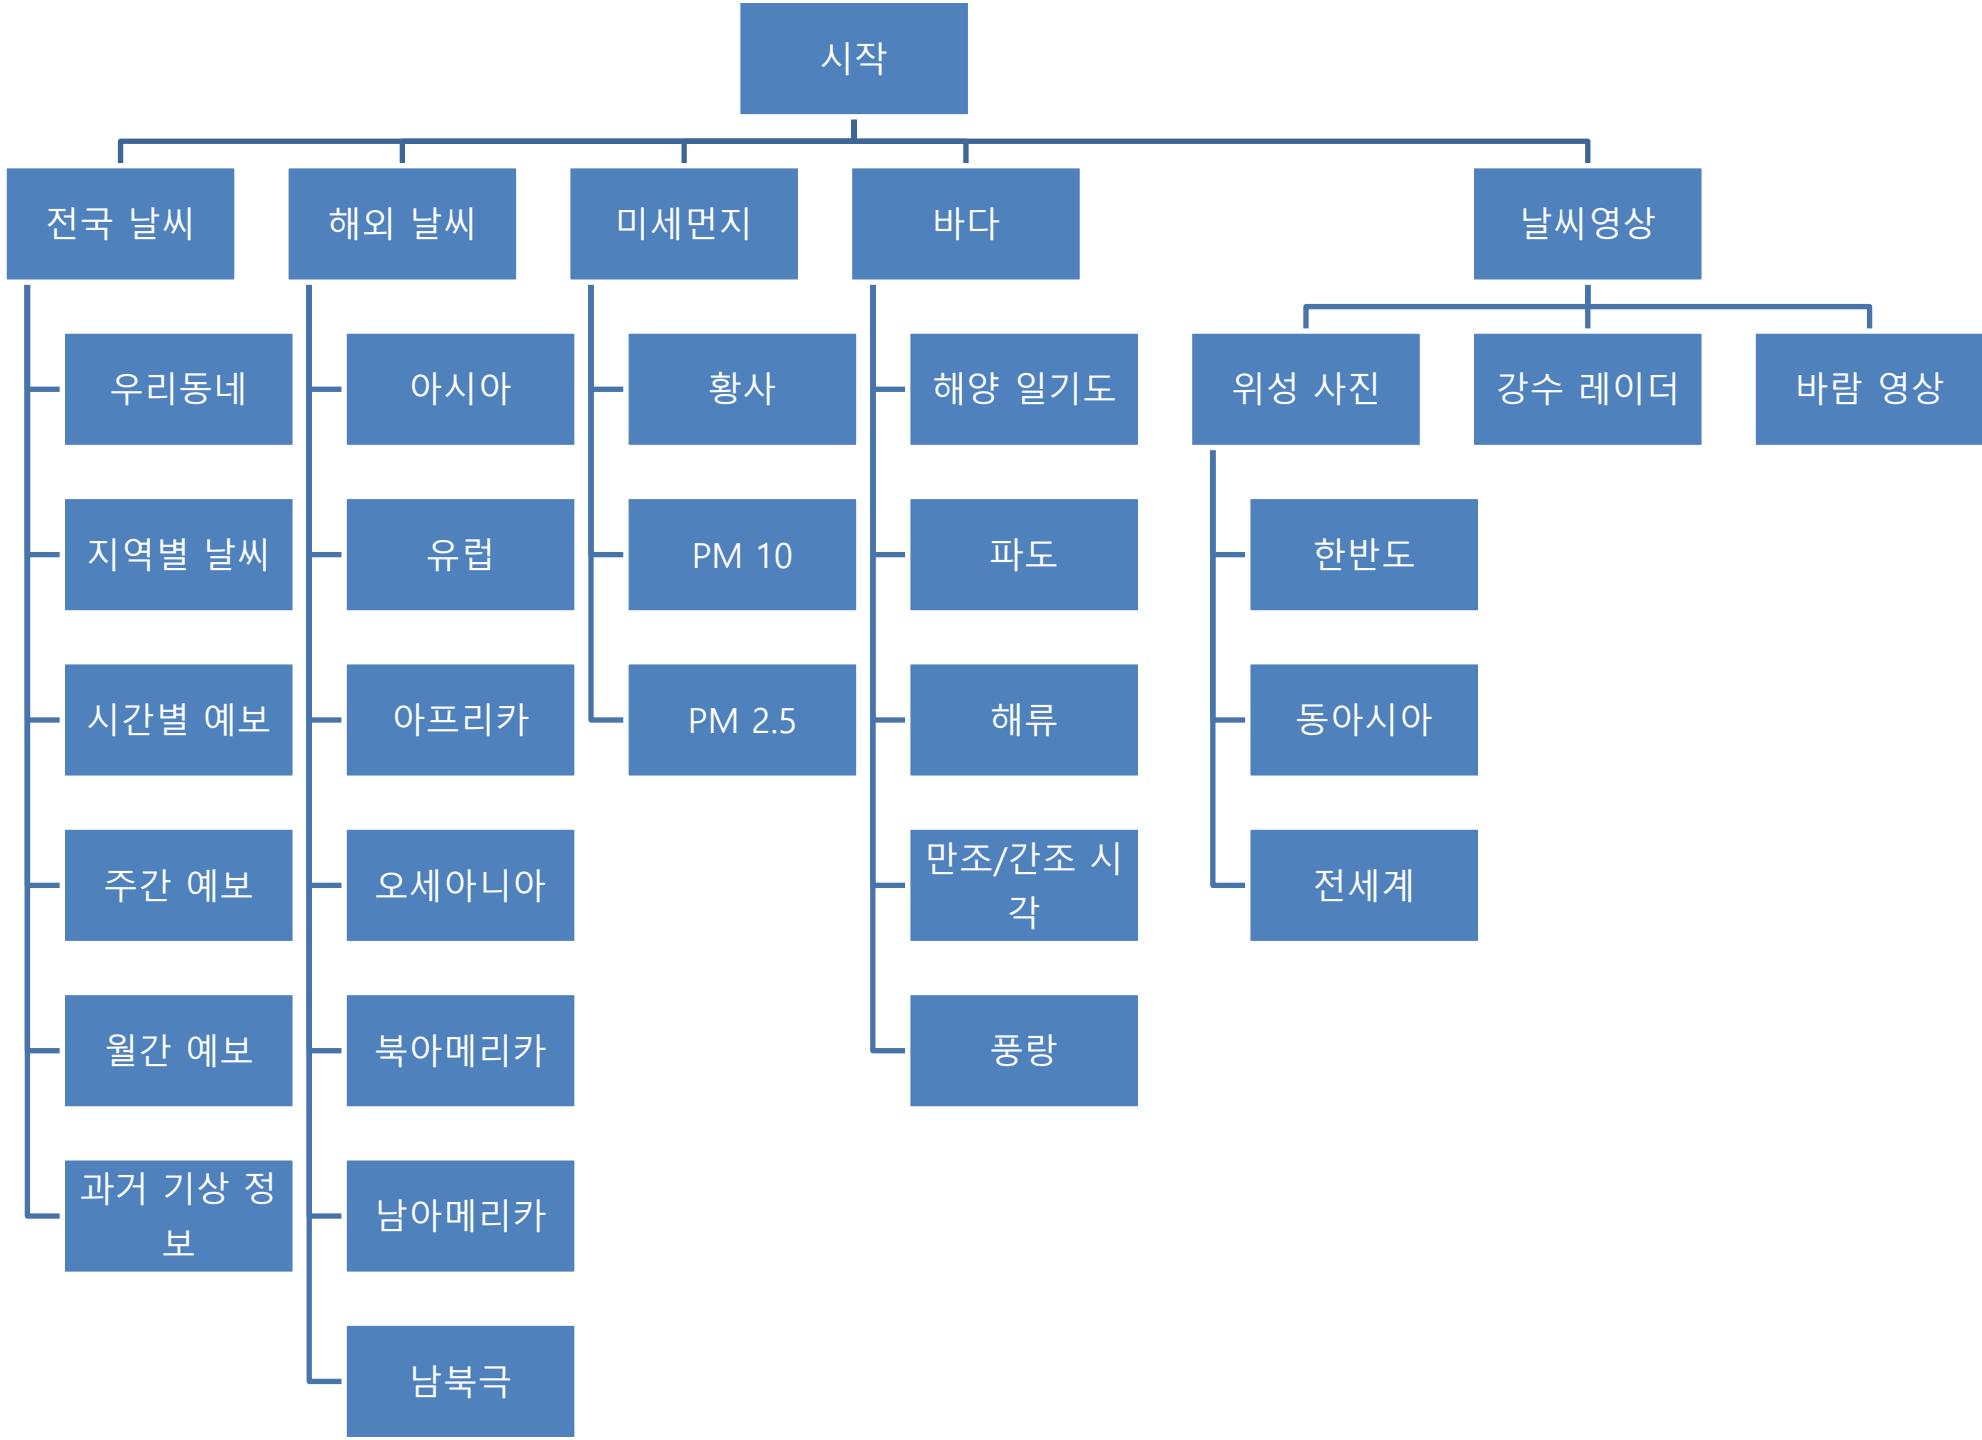 시작
전국 날씨
해외 날씨
미세먼지
바다
날씨영상
우리동네
아시아
황사
해양 일기도
위성 사진
강수 레이더
바람 영상
지역별 날씨
유럽
PM 10
파도
한반도
시간별 예보
아프리카
PM 2.5
해류
동아시아
주간 예보
오세아니아
만조/간조 시
각
전세계
월간 예보
북아메리카
풍랑
과거 기상 정
보
남아메리카
남북극